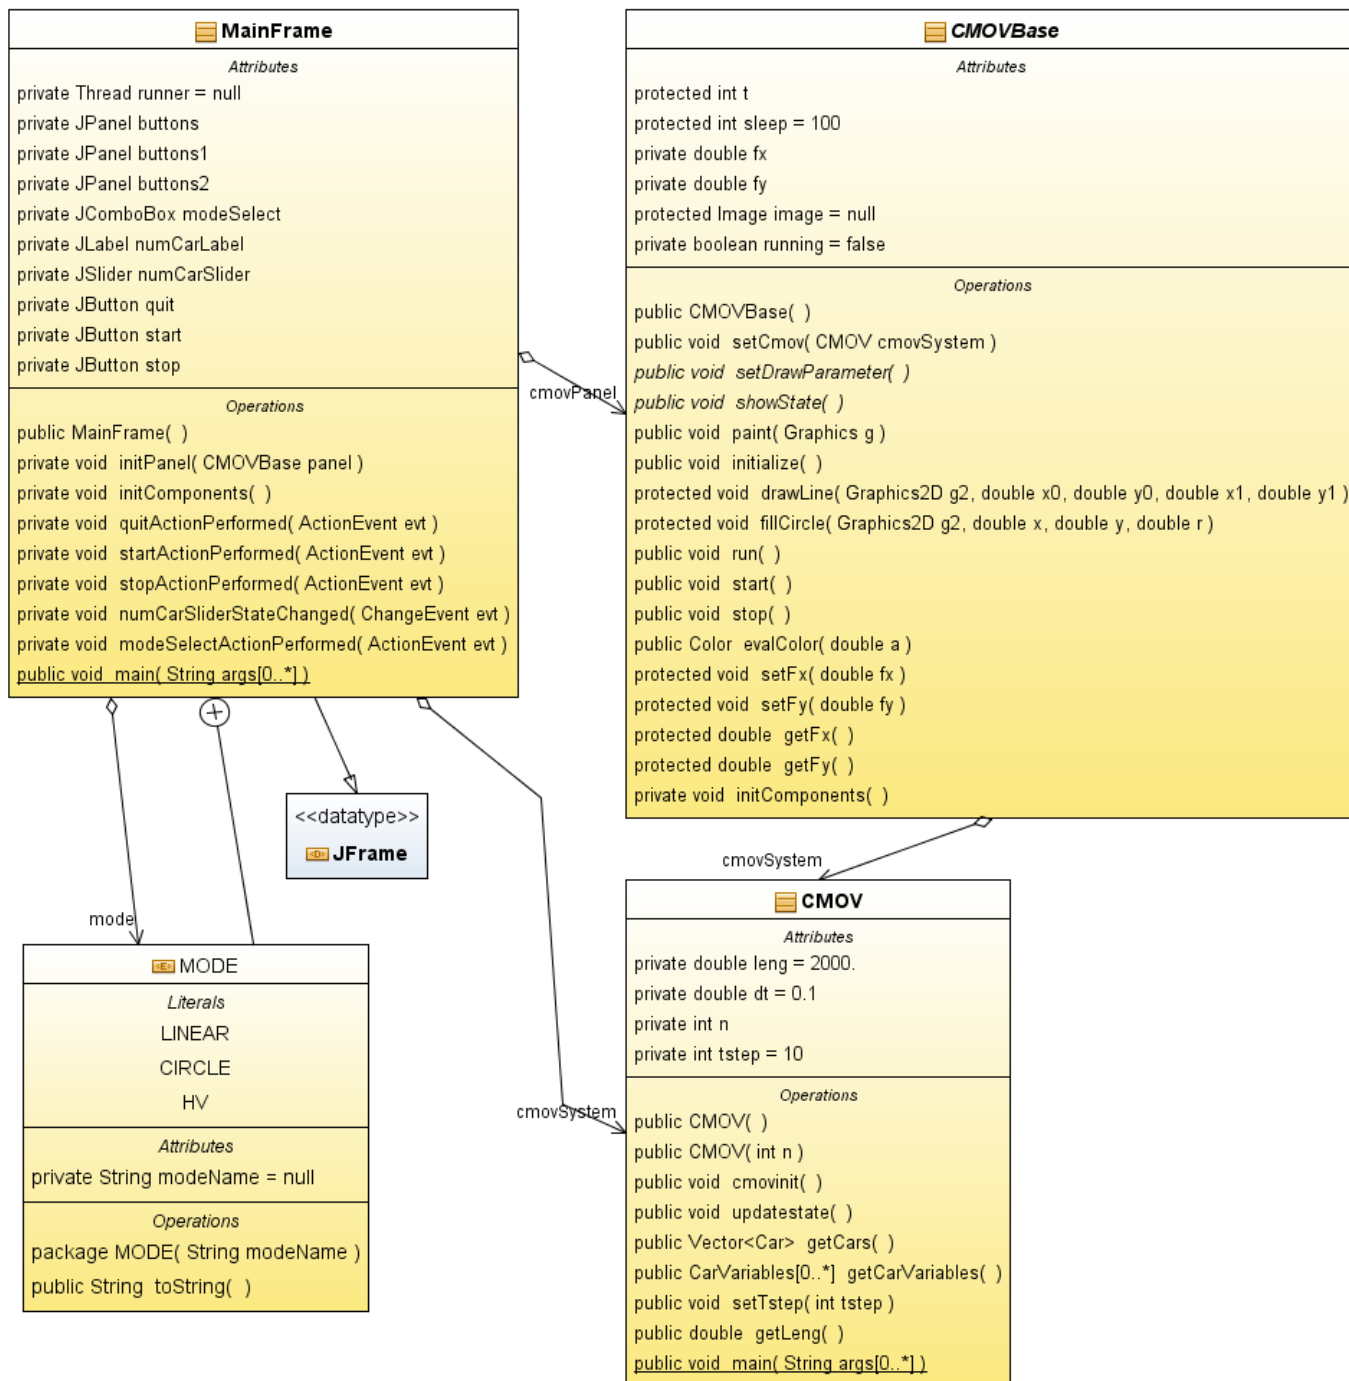 MainFrame
Attributes
private Thread runner = null
private JPanel buttons
private JPanel buttons1
private JPanel buttons2
private JComboBox modeSelect
private JLabel numCarLabel
private JSlider numCarSlider
private JButton quit
private JButton start
private JButton stop
Operations
public MainFrame( )
private void initPanel( CMOVBase panel )
private void initComponents( )
private void quitActionPerformed( ActionEvent evt )
private void startActionPerformed( ActionEvent evt )
private void stopActionPerformed( ActionEvent evt )
private void numCarSliderStateChanged( ChangeEvent evt )
private void modeSelectActionPerformed( ActionEvent evt )
public void main( String args[0..*] )
CMOVBase
Attributes
protected int t
protected int sleep = 100
private double fx
private double fy
protected Image image = null
private boolean running = false
Operations
public CMOVBase( )
public void setCmov( CMOV cmovSystem )
public void setDrawParameter( )
public void showState( )
public void paint( Graphics g )
public void initialize( )
protected void drawLine( Graphics2D g2, double x0, double y0, double x1, double y1 )
protected void fillCircle( Graphics2D g2, double x, double y, double r )
public void run( )
public void start( )
public void stop( )
public Color evalColor( double a )
protected void setFx( double fx )
protected void setFy( double fy )
protected double getFx( )
protected double getFy( )
private void initComponents( )
cmovPanel
<<datatype>>
JFrame
cmovSystem
mode
cmovSystem
MODE
Literals
LINEAR
CIRCLE
HV
Attributes
private String modeName = null
Operations
package MODE( String modeName )
public String toString( )
CMOV
Attributes
private double leng = 2000.
private double dt = 0.1
private int n
private int tstep = 10
Operations
public CMOV( )
public CMOV( int n )
public void cmovinit( )
public void updatestate( )
public Vector<Car> getCars( )
public CarVariables[0..*] getCarVariables( )
public void setTstep( int tstep )
public double getLeng( )
public void main( String args[0..*] )